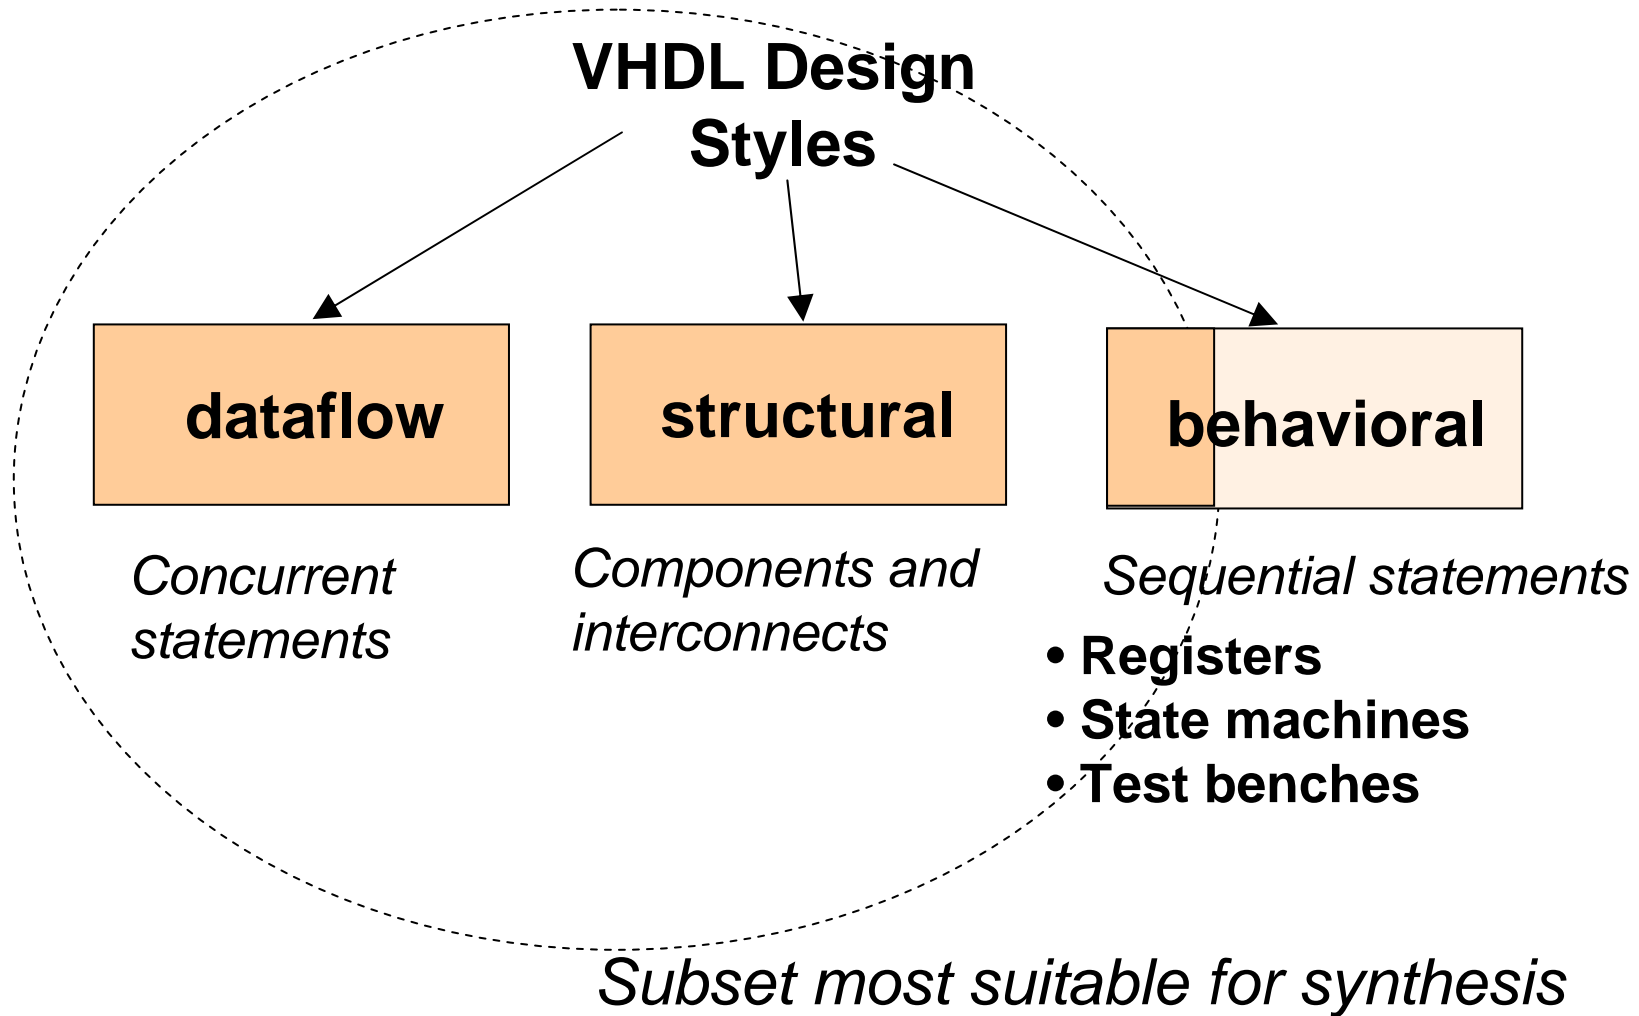 VHDL Design
Styles
dataflow
structural
behavioral
Concurrent
statements
Components and
interconnects
Sequential statements
• Registers
• State machines
• Test benches
Subset most suitable for synthesis